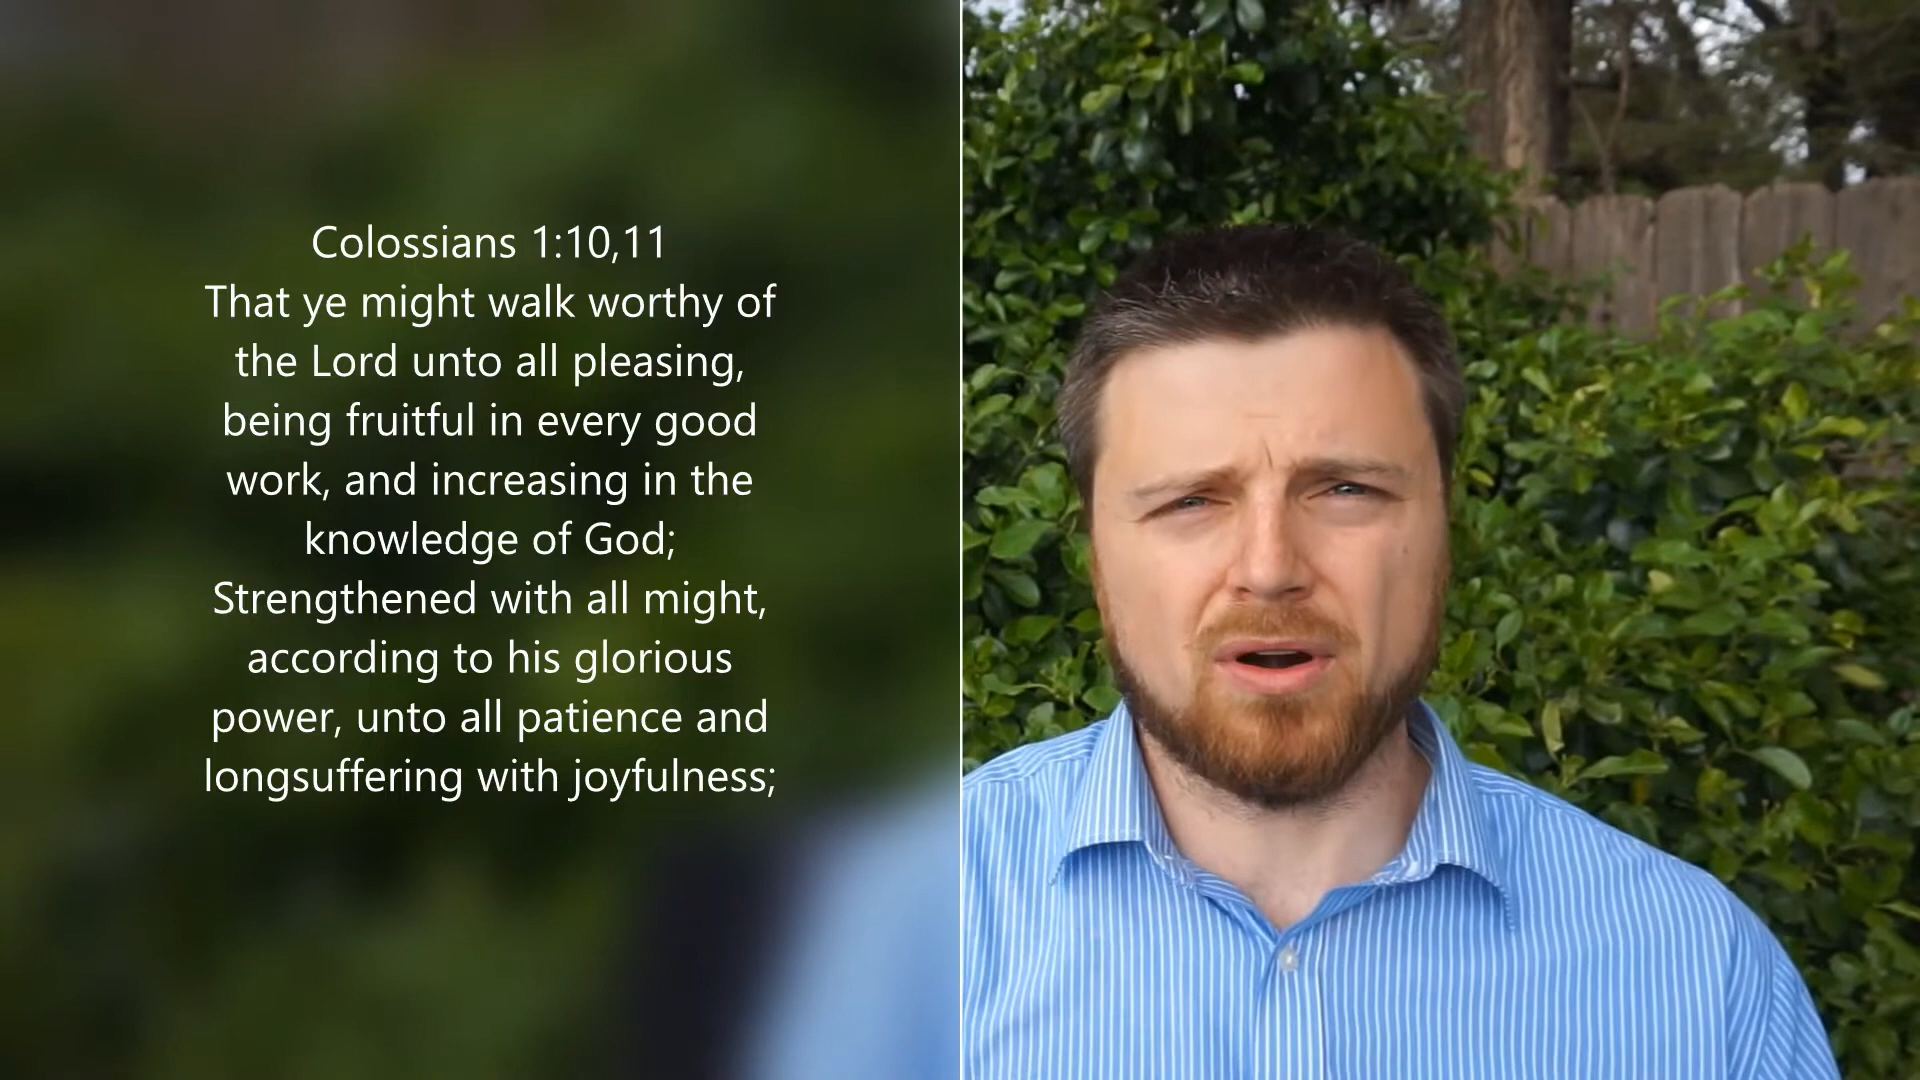 Colossians 1:10,11
That ye might walk worthy of
the Lord unto all pleasing,
being fruitful in every good
work, and increasing in the
knowledge of God;
Strengthened with all might,
according to his glorious
power, unto all patience and
longsuffering with joyfulness;